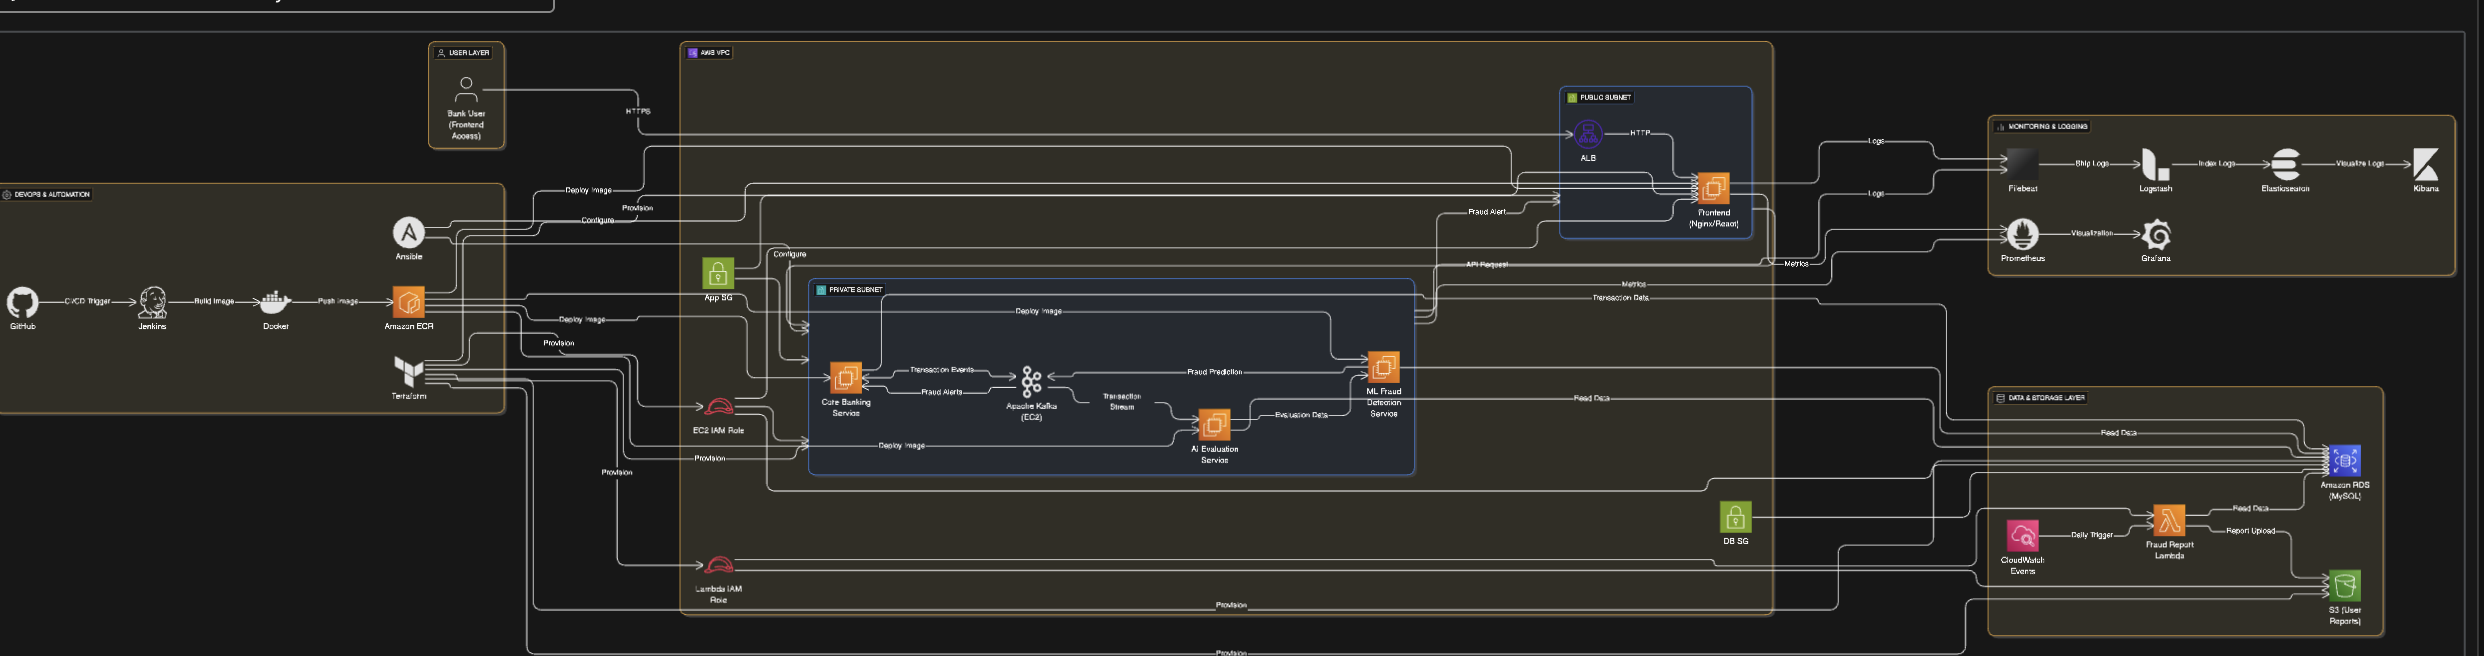 USER LAYER
Bank User
(Frontend
Access)
HTTPS
DEVOPS & AUTOMATION
Ansible
GitHub
CI/CD Trigger
Jenkins
Build Image
Docker
Push Image
Amazon ECR
Terraform
Deploy Image
Provision
Configure
Deploy Image
Provision
Provision
Provision
AWS VPC
App SG
Configure
EC2 IAM Role
Lambda IAM
Role
PRIVATE SUBNET
Deploy Image
Core Banking
Service
Transaction Events
Fraud Alerts
Apache Kafka
(EC2)
Transaction
Stream
Fraud Prediction
ML Fraud
Detection
Service
Evaluation Data
AI Evaluation
Service
Deploy Image
PUBLIC SUBNET
ALB
HTTP
Frontend
(Nginx/React)
Fraud Alert
API Request
Metrics
Metrics
Transaction Data
Read Data
DB SG
Provision
Provision
Logs
Logs
MONITORING & LOGGING
Filebeat
Ship Logs
Logstash
Index Logs
Elasticsearch
Visualize Logs
Kibana
Prometheus
Visualization
Grafana
DATA & STORAGE LAYER
Read Data
Amazon RDS
(MySQL)
CloudWatch
Events
Daily Trigger
Fraud Report
Lambda
Read Data
Report Upload
S3 (User
Reports)